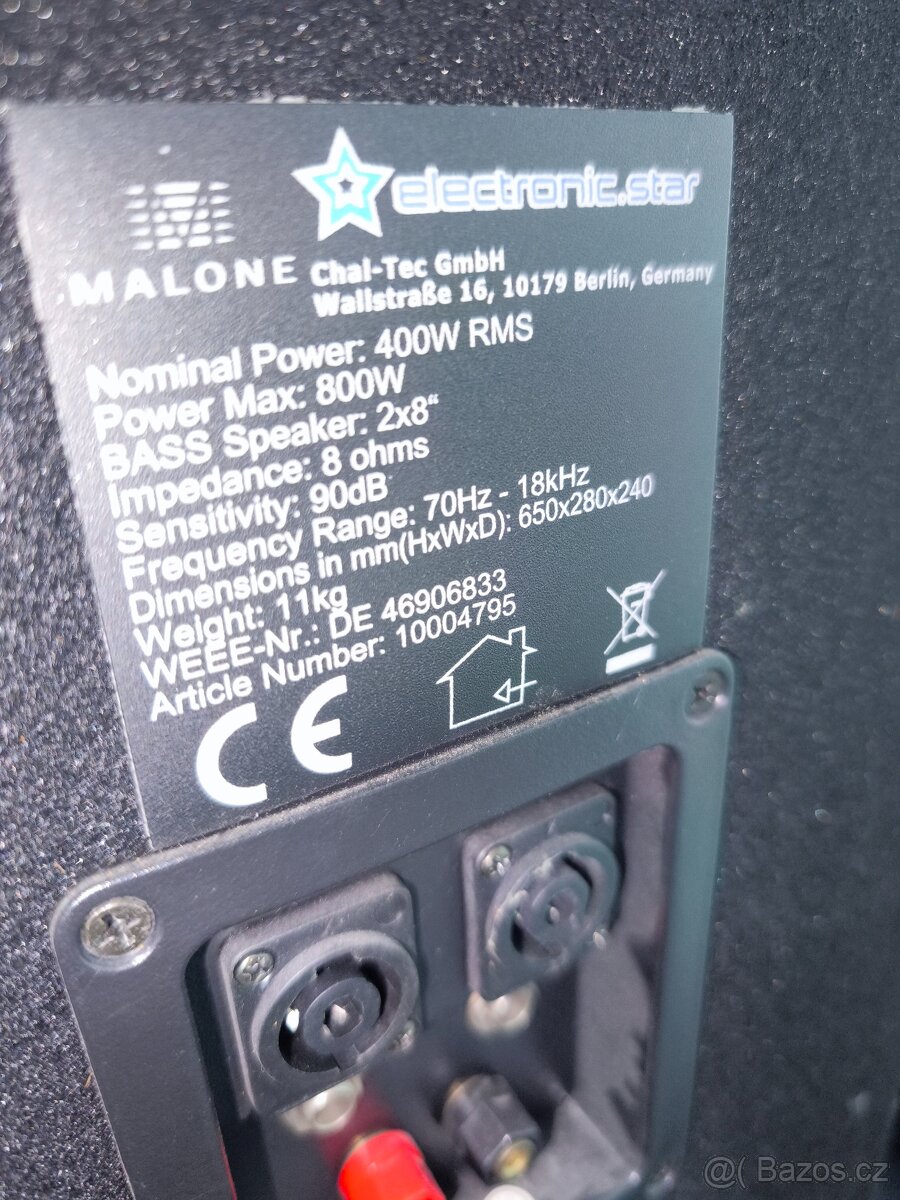 electronic.star
MALONE
Chal-Tec GmbH
Wallstraße 16, 10179 Berlin, Germany
Nominal Power: 400W RMS
Power Max: 800W
BASS Speaker: 2x8“
Impedance: 8 ohms
Sensitivity: 90dB
Frequency Range: 70Hz - 18kHz
Dimensions in mm(HxWxD): 650x280x240
Weight: 11kg
WEEE-Nr.: DE 46906833
Article Number: 10004795
CE
@( Bazos.cz